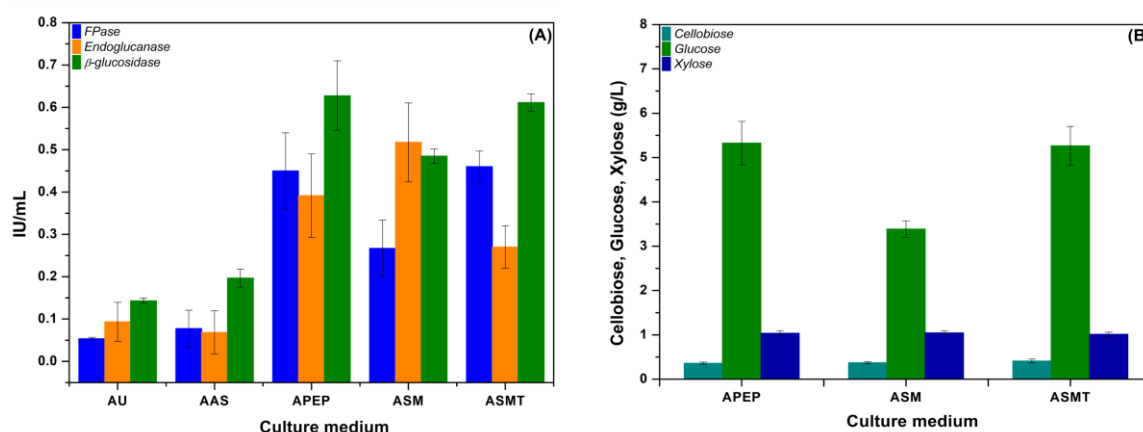 (A)
FPase
Endoglucanase
β-glucosidase
IU/mL
0.8
0.7
0.6
0.5
0.4
0.3
0.2
0.1
0.0
AU AAS APEP ASM ASMT
Culture medium
(B)
Cellobiose
Glucose
Xylose
Cellobiose, Glucose, Xylose (g/L)
8
7
6
5
4
3
2
1
0
APEP ASM ASMT
Culture medium